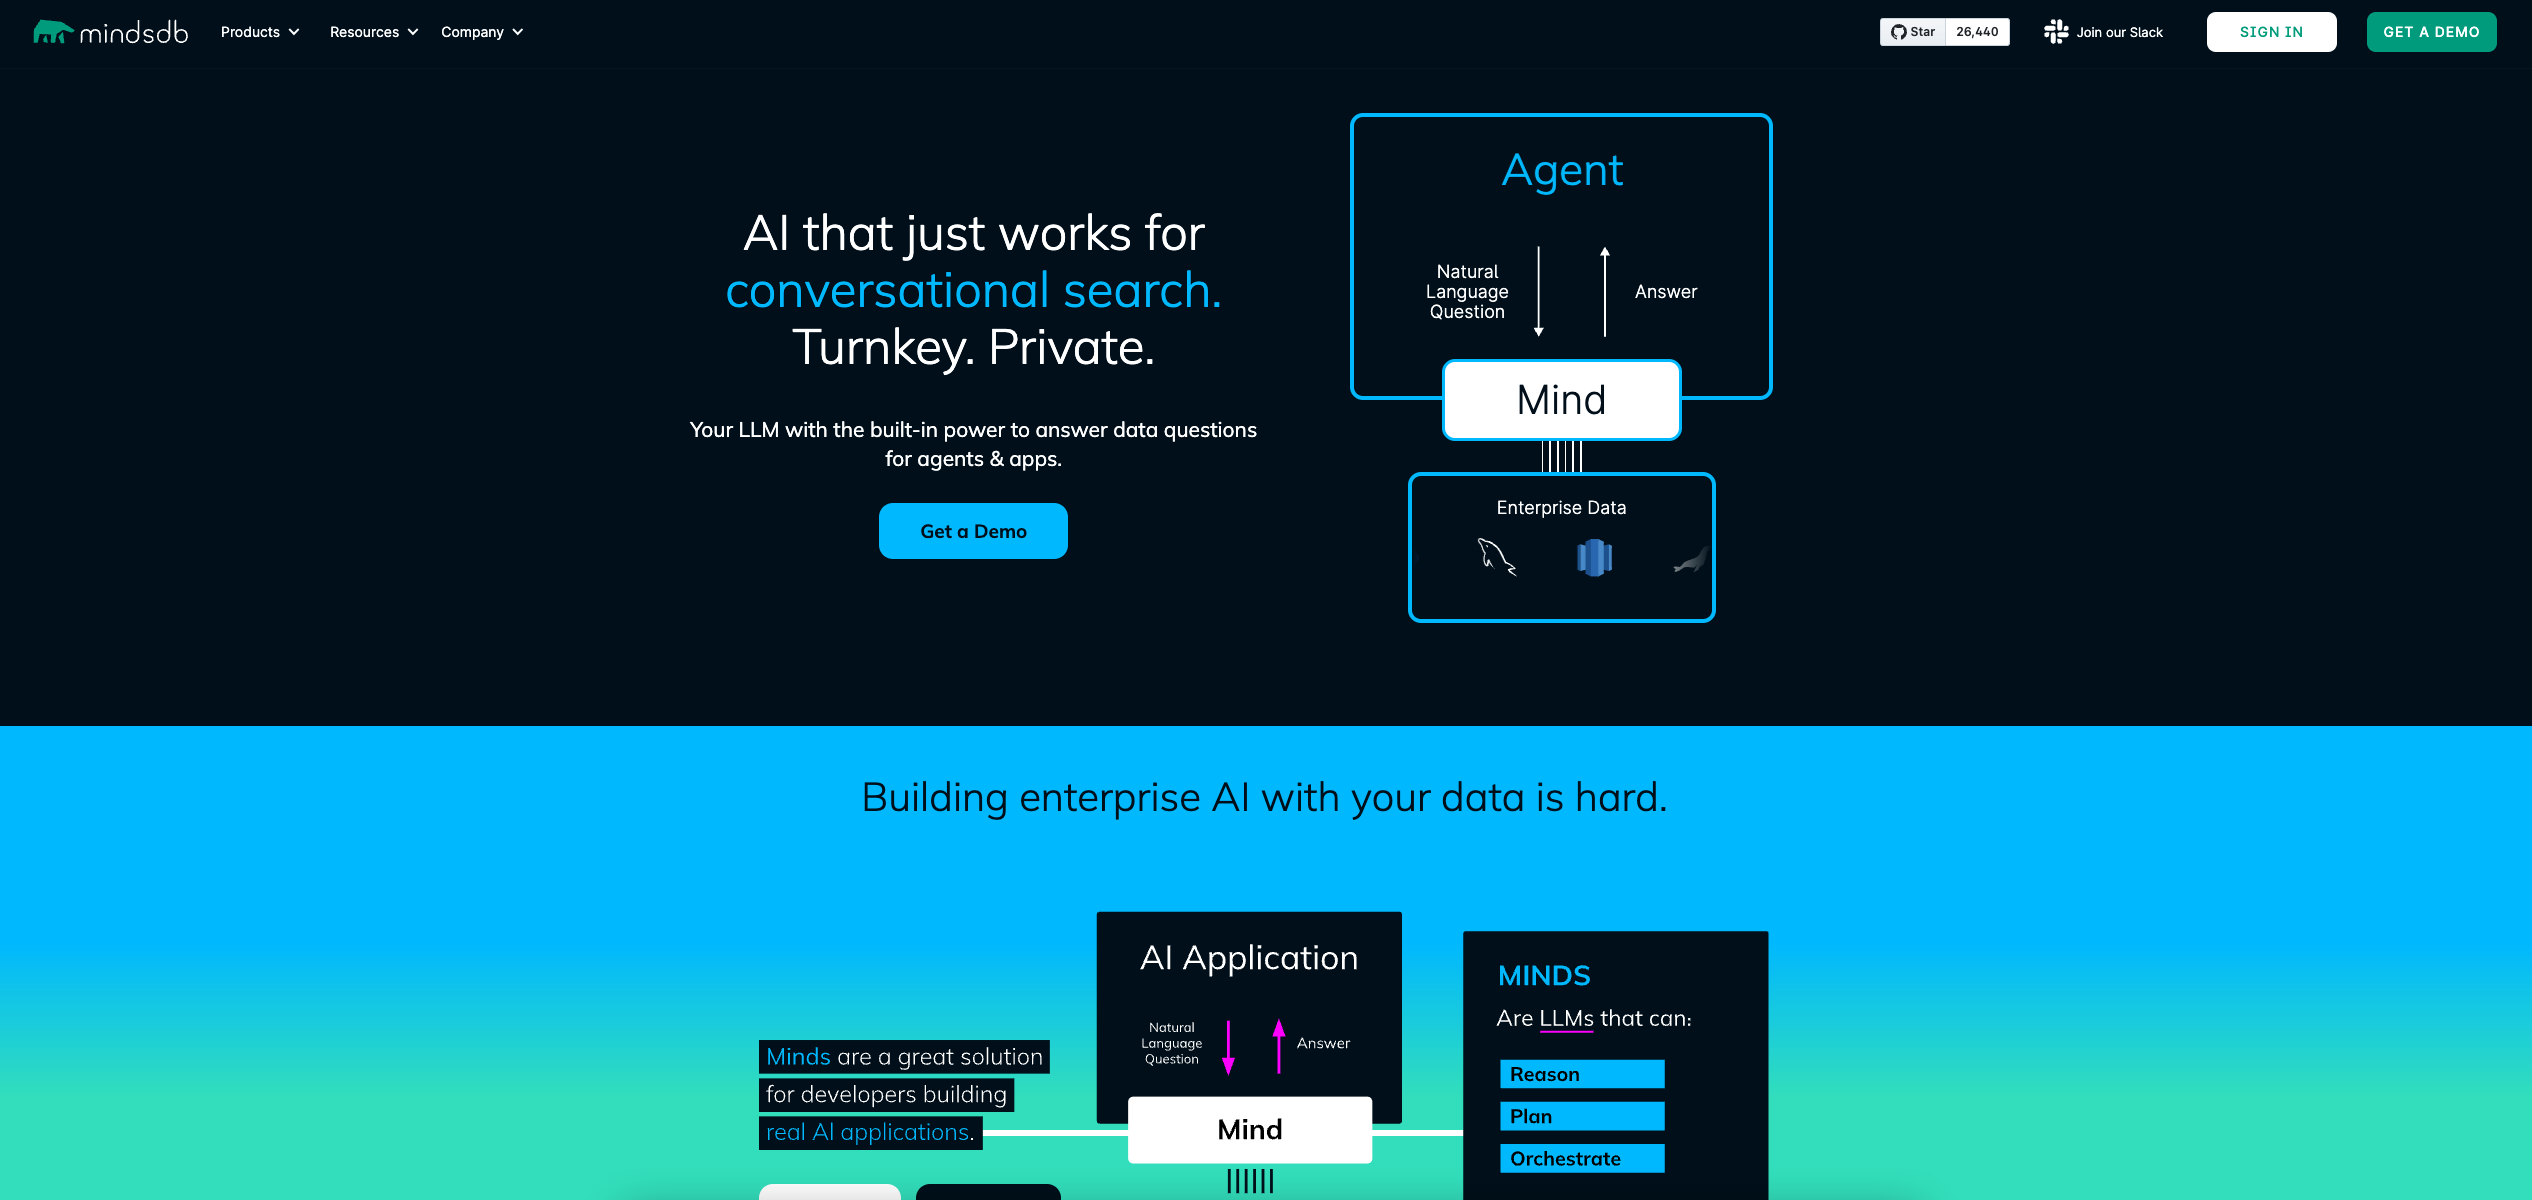 mindsdb
Products
Resources
Company
Star
26,440
Join our Slack
SIGN IN
GET A DEMO
AI that just works for
conversational search.
Turnkey. Private.
Your LLM with the built-in power to answer data questions
for agents & apps.
Get a Demo
Agent
Natural
Language
Question
Answer
Mind
Enterprise Data
Building enterprise AI with your data is hard.
Minds are a great solution
for developers building
real AI applications.
AI Application
Natural
Language
Question
Answer
Mind
MINDS
Are LLMs that can:
Reason
Plan
Orchestrate